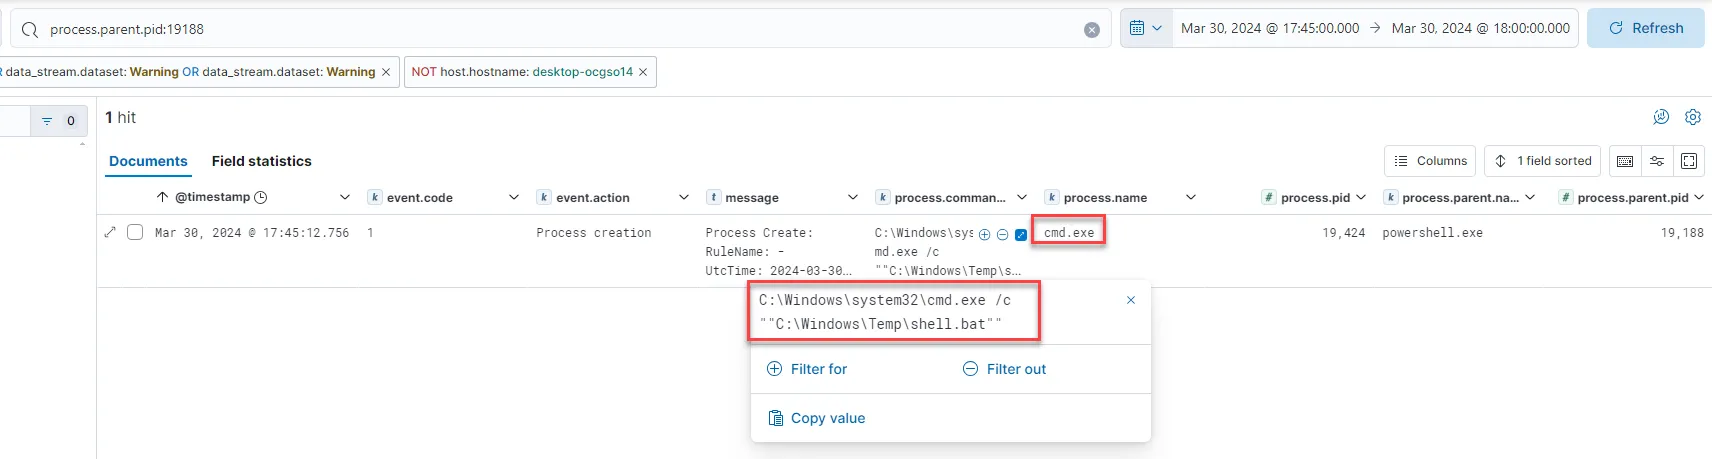 process.parent.pid:19188
Mar 30, 2024 @ 17:45:00.000 → Mar 30, 2024 @ 18:00:00.000
Refresh
data_stream.dataset: Warning OR data_stream.dataset: Warning ×
NOT host.hostname: desktop-ocgso14 ×
0
1 hit
Documents
Field statistics
Columns
1 field sorted
@timestamp
k event.code
k event.action
t message
k process.comman...
k process.name
# process.pid
k process.parent.na...
# process.parent.pid
Mar 30, 2024 @ 17:45:12.756
1
Process creation
Process Create:
RuleName: -
UtcTime: 2024-03-30...
C:\Windows\sys
md.exe /c
""C:\Windows\Temp\s...
cmd.exe
19,424
powershell.exe
19,188
C:\Windows\system32\cmd.exe /c
""C:\Windows\Temp\shell.bat""
Filter for
Filter out
Copy value